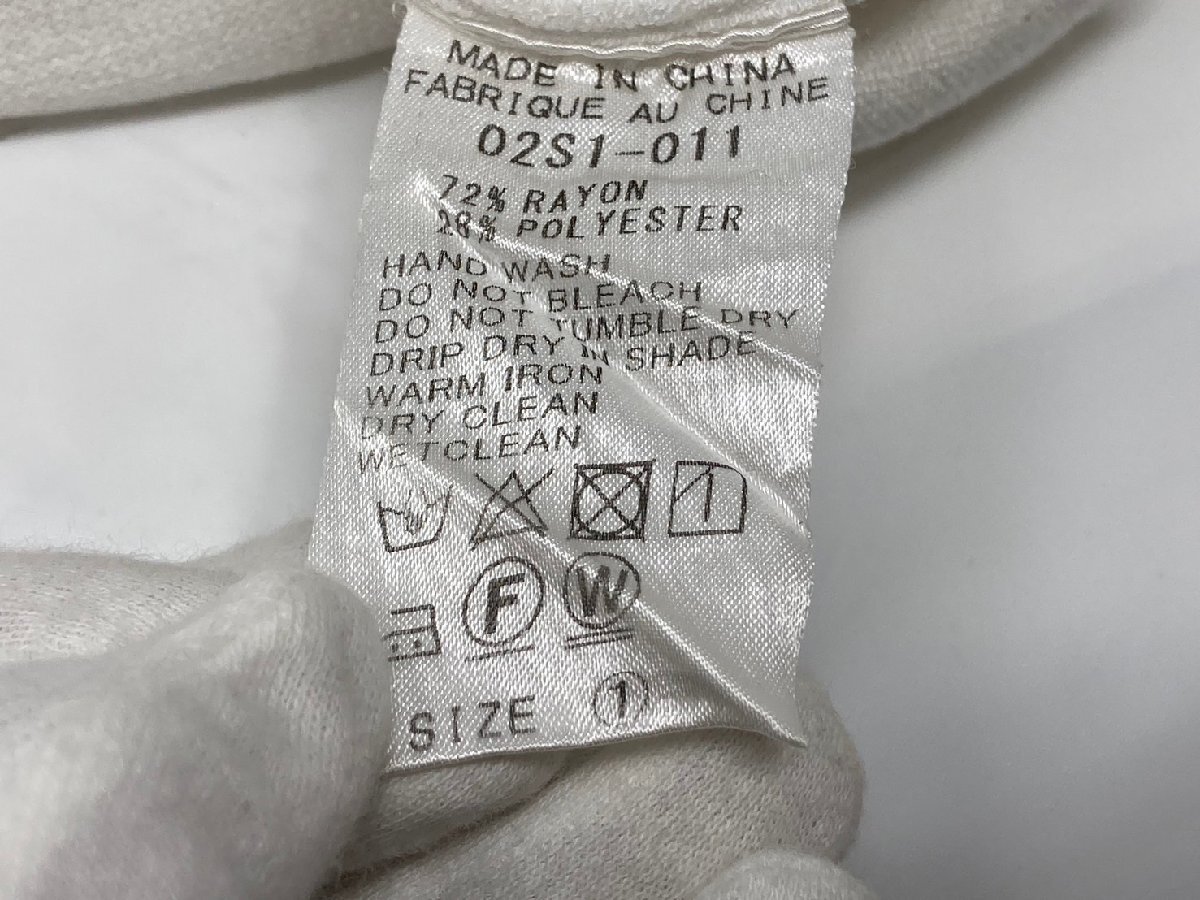 MADE IN CHINA
FABRIQUE AU CHINE
02S1-011
72% RAYON
28% POLYESTER
HAND WASH
DO NOT BLEACH
DO NOT TUMBLE DRY
DRIP DRY IN SHADE
WARM IRON
DRY CLEAN
WETCLEAN
F W
SIZE ①